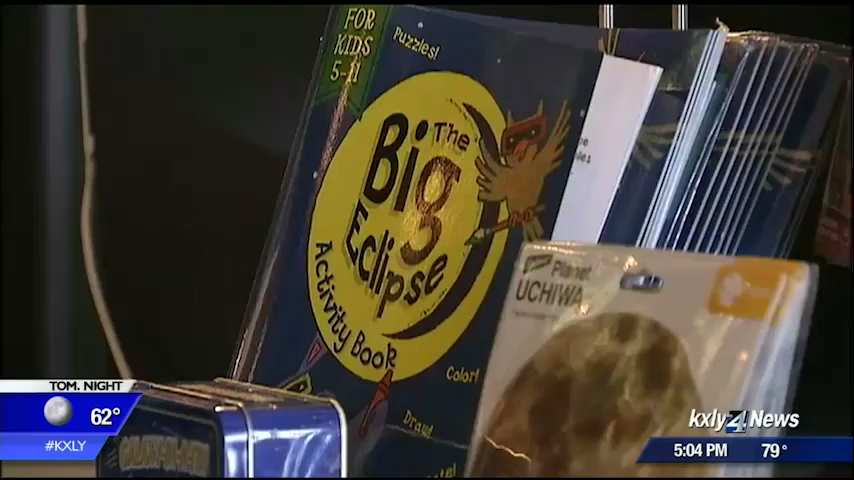 FOR
KIDS
5-11
Puzzles!
The
Big
Eclipse
Activity Book
Color!
Draw!
Planet
UCHIWA
TOM. NIGHT
62°
#KXLY
kxly4 News
5:04 PM 79°